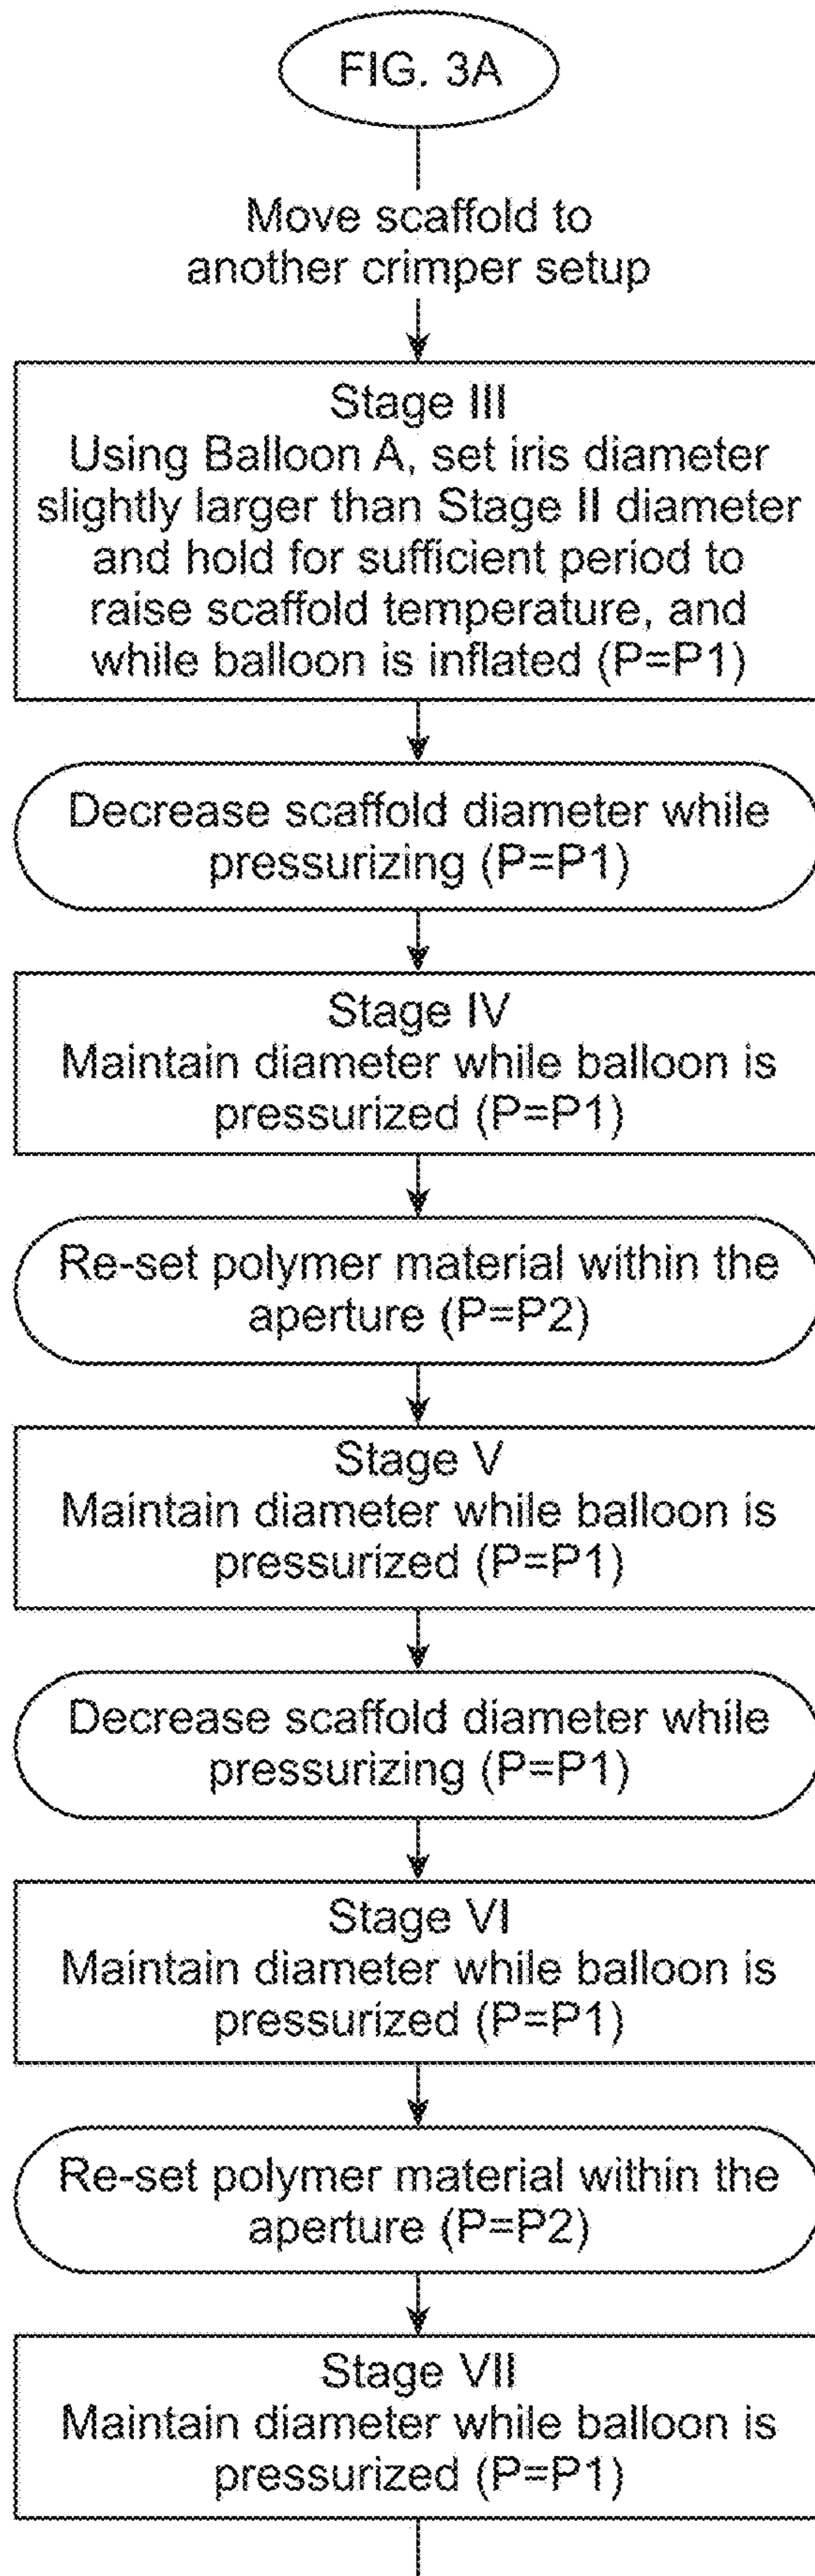 FIG. 3A
Move scaffold to
another crimper setup
Stage III
Using Balloon A, set iris diameter
slightly larger than Stage II diameter
and hold for sufficient period to
raise scaffold temperature, and
while balloon is inflated (P=P1)
Decrease scaffold diameter while
pressurizing (P=P1)
Stage IV
Maintain diameter while balloon is
pressurized (P=P1)
Re-set polymer material within the
aperture (P=P2)
Stage V
Maintain diameter while balloon is
pressurized (P=P1)
Decrease scaffold diameter while
pressurizing (P=P1)
Stage VI
Maintain diameter while balloon is
pressurized (P=P1)
Re-set polymer material within the
aperture (P=P2)
Stage VII
Maintain diameter while balloon is
pressurized (P=P1)